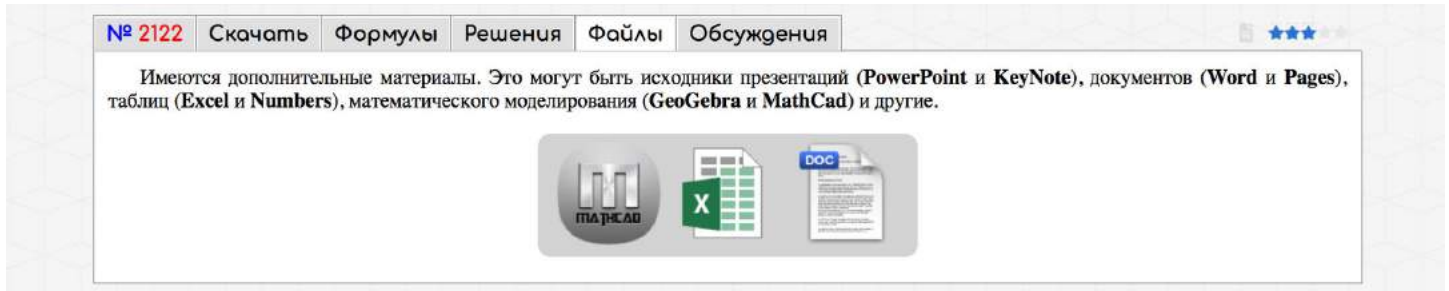 № 2122 Скачать Формулы Решения Файлы Обсуждения
Имеются дополнительные материалы. Это могут быть исходники презентаций (PowerPoint и KeyNote), документов (Word и Pages),
таблиц (Excel и Numbers), математического моделирования (GeoGebra и MathCad) и другие.
DOC
X
MATHCAD